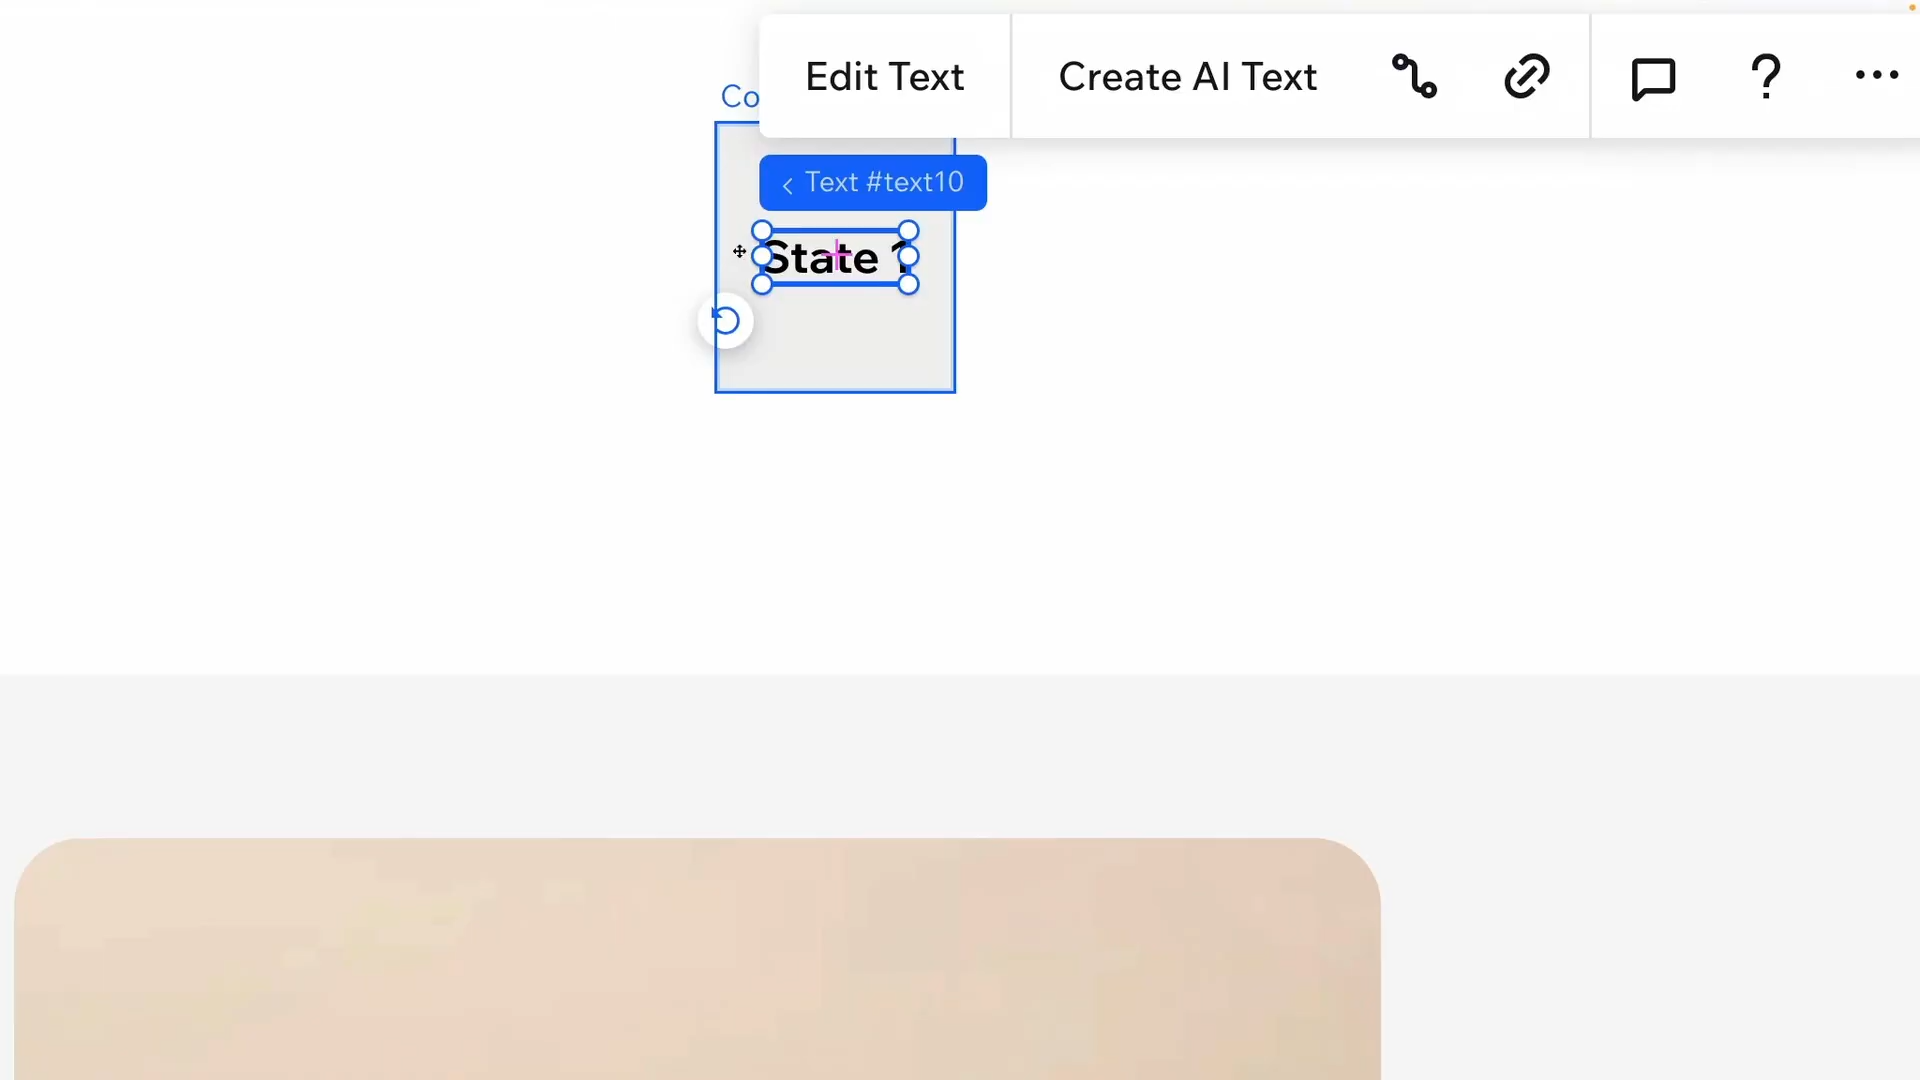 Edit Text
Create AI Text
?
Co
Text #text10
State 1